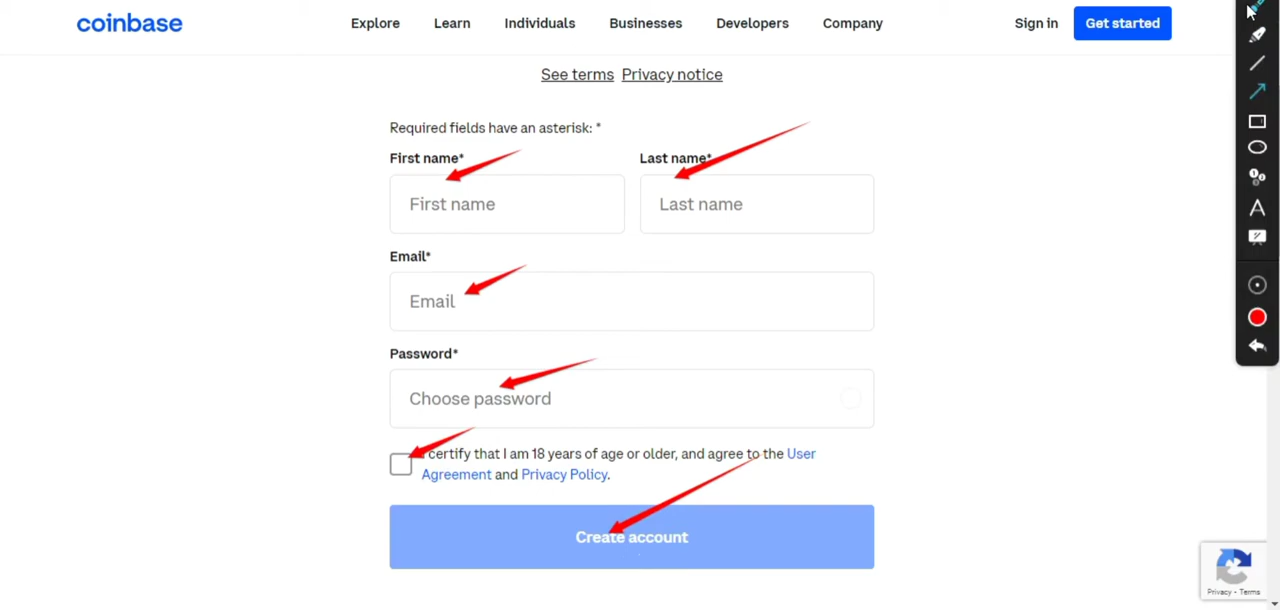 coinbase Explore Learn Individuals Businesses Developers Company Sign in Get started
See terms Privacy notice
Required fields have an asterisk: *
First name* Last name*
First name Last name
Email*
Email
Password*
Choose password
certify that I am 18 years of age or older, and agree to the User
Agreement and Privacy Policy.
Create account
Privacy - Terms